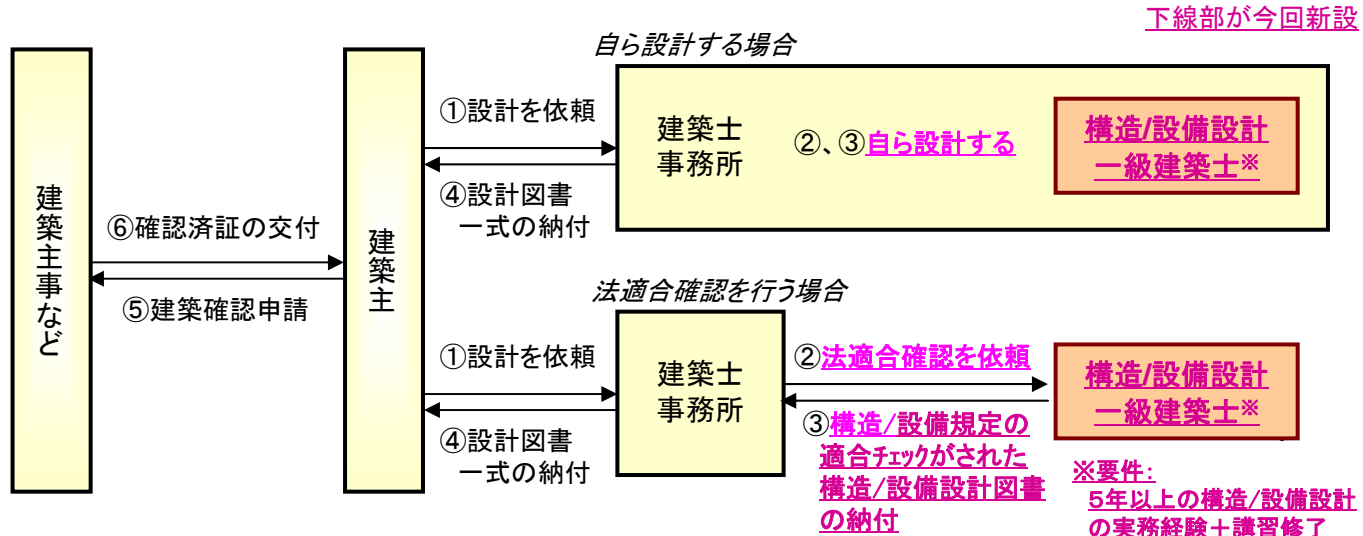 下線部が今回新設
自ら設計する場合
①設計を依頼
建築士
事務所
②、③自ら設計する
構造/設備設計
一級建築士※
④設計図書
一式の納付
建築主事など
⑥確認済証の交付
⑤建築確認申請
建築主
法適合確認を行う場合
①設計を依頼
建築士
事務所
②法適合確認を依頼
構造/設備設計
一級建築士※
④設計図書
一式の納付
③構造/設備規定の
適合チェックがされた
構造/設備設計図書
の納付
※要件:
5年以上の構造/設備設計
の実務経験+講習修了